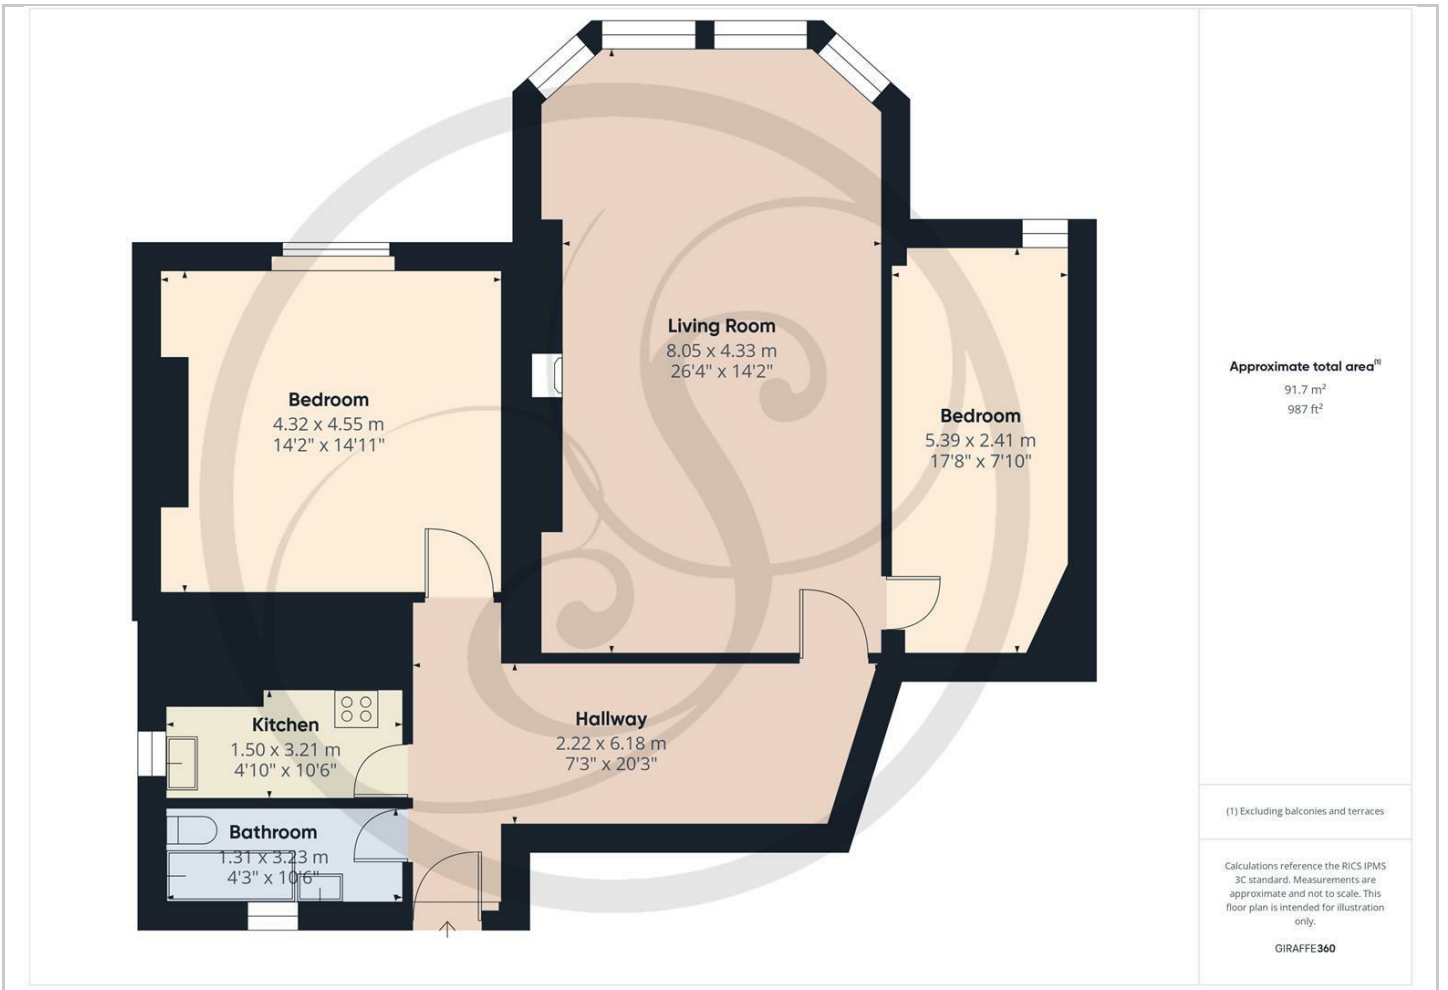 Living Room
8.05 x 4.33 m
26'4" x 14'2"
Bedroom
4.32 x 4.55 m
14'2" x 14'11"
Bedroom
5.39 x 2.41 m
17'8" x 7'10"
Kitchen
1.50 x 3.21 m
4'10" x 10'6"
Hallway
2.22 x 6.18 m
7'3" x 20'3"
Bathroom
1.31 x 3.23 m
4'3" x 10'6"
Approximate total area(1)
91.7 m²
987 ft²
(1) Excluding balconies and terraces
Calculations reference the RICS IPMS
3C standard. Measurements are
approximate and not to scale. This
floor plan is intended for illustration
only.
GIRAFFE360